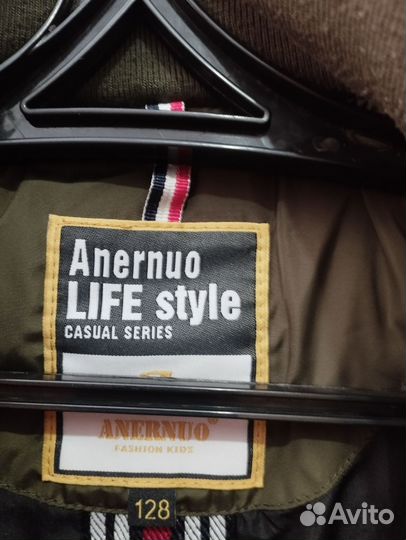 Anernuo
LIFE style
CASUAL SERIES
ANERNUO®
FASHION KIDS
128
Avito